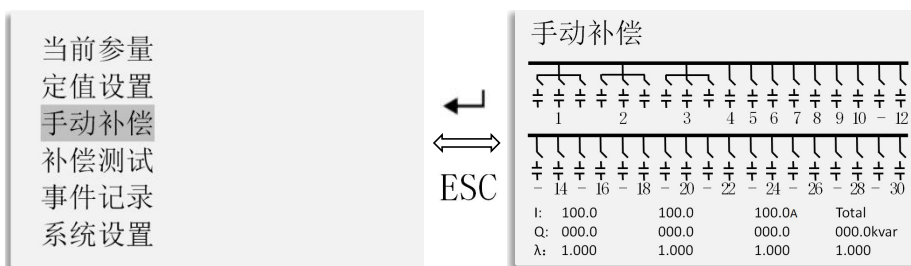 当前参量
定值设置
手动补偿
补偿测试
事件记录
系统设置
ESC
手动补偿
1 2 3 4 5 6 7 8 9 10 - 12
- 14 - 16 - 18 - 20 - 22 - 24 - 26 - 28 - 30
I: 100.0 100.0 100.0A Total
Q: 000.0 000.0 000.0 000.0kvar
λ: 1.000 1.000 1.000 1.000